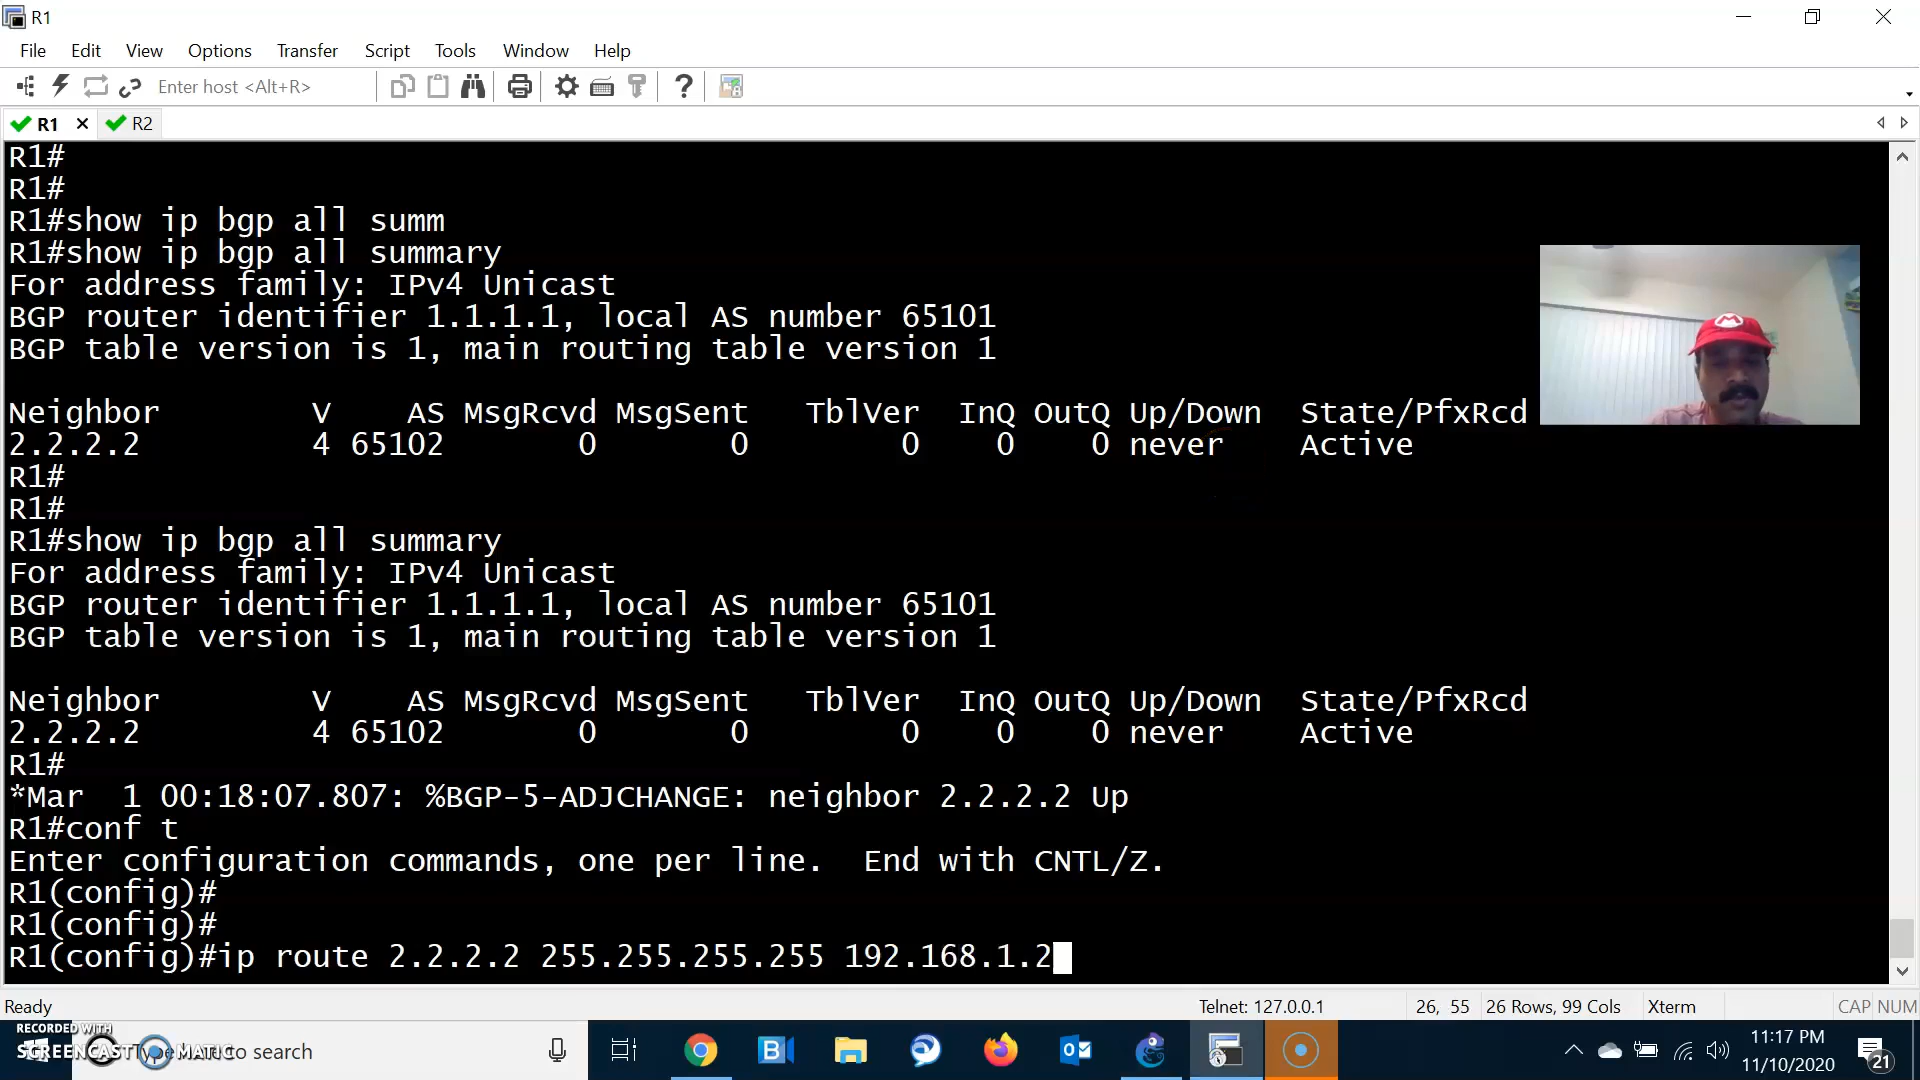 R1
File Edit View Options Transfer Script Tools Window Help
Enter host <Alt+R>
R1 R2
R1#
R1#
R1#show ip bgp all summ
R1#show ip bgp all summary
For address family: IPv4 Unicast
BGP router identifier 1.1.1.1, local AS number 65101
BGP table version is 1, main routing table version 1
Neighbor V AS MsgRcvd MsgSent TblVer InQ OutQ Up/Down State/PfxRcd
2.2.2.2 4 65102 0 0 0 0 0 never Active
R1#
R1#
R1#show ip bgp all summary
For address family: IPv4 Unicast
BGP router identifier 1.1.1.1, local AS number 65101
BGP table version is 1, main routing table version 1
Neighbor V AS MsgRcvd MsgSent TblVer InQ OutQ Up/Down State/PfxRcd
2.2.2.2 4 65102 0 0 0 0 0 never Active
R1#
*Mar 1 00:18:07.807: %BGP-5-ADJCHANGE: neighbor 2.2.2.2 Up
R1#conf t
Enter configuration commands, one per line. End with CNTL/Z.
R1(config)#
R1(config)#
R1(config)#ip route 2.2.2.2 255.255.255.255 192.168.1.2
Ready Telnet: 127.0.0.1 26, 55 26 Rows, 99 Cols Xterm CAP NUM
RECORDED WITH
SCREENCAST MATIC
Type here to search
11:17 PM
11/10/2020
21